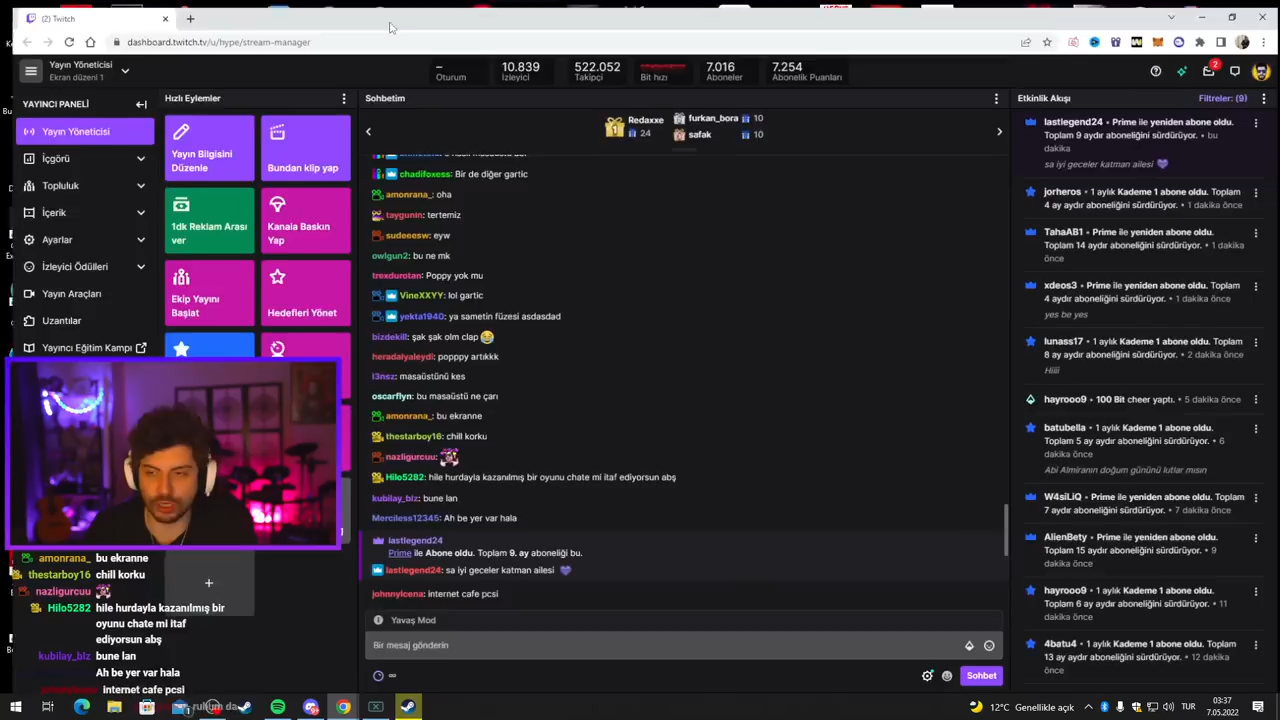 (2) Twitch
dashboard.twitch.tv/u/hype/stream-manager
Yayın Yöneticisi
Ekran düzeni 1
–
Oturum
10.839
İzleyici
522.052
Takipçi
Bit hızı
7.016
Aboneler
7.254
Abonelik Puanları
2
YAYINCI PANELİ
Yayın Yöneticisi
İçgörü
Topluluk
İçerik
Ayarlar
İzleyici Ödülleri
Yayın Araçları
Uzantılar
Yayıncı Eğitim Kampı
Hızlı Eylemler
Yayın Bilgisini
Düzenle
Bundan klip yap
1dk Reklam Arası
ver
Kanala Baskın
Yap
Ekip Yayını
Başlat
Hedefleri Yönet
Sohbetim
Redaxxe
24
furkan_bora 10
safak 10
chadifoxess: Bir de diğer gartic
amonrana_: oha
taygunin: tertemiz
sudeeesw: eyw
owlgun2: bu ne mk
trexdurotan: Poppy yok mu
VineXXYY: lol gartic
yekta1940: ya sametin füzesi asdasdad
bizdekill: şak şak olm clap 😂
heradaiyaleydi: popppy artıkkk
l3nsz: masaüstünü kes
oscarflyn: bu masaüstü ne çarı
amonrana_: bu ekranne
thestarboy16: chill korku
nazligurcuu:
Hilo5282: hile hurdayla kazanılmış bir oyunu chate mi itaf ediyorsun abş
kubilay_blz: bune lan
Merciless12345: Ah be yer var hala
lastlegend24
Prime ile Abone oldu. Toplam 9. ay aboneliği bu.
lastlegend24: sa iyi geceler katman ailesi 💜
johnnyicena: internet cafe pcsi
Yavaş Mod
Bir mesaj gönderin
Sohbet
Etkinlik Akışı
Filtreler: (9)
lastlegend24 • Prime ile yeniden abone oldu.
Toplam 9 aydır aboneliğini sürdürüyor. • bu
dakika
sa iyi geceler katman ailesi 💜
jorheros • 1 aylık Kademe 1 abone oldu. Toplam
4 ay aydır aboneliğini sürdürüyor. • 1 dakika önce
TahaAB1 • Prime ile yeniden abone oldu.
Toplam 14 aydır aboneliğini sürdürüyor. • 1 dakika
önce
xdeos3 • Prime ile yeniden abone oldu. Toplam
4 aydır aboneliğini sürdürüyor. • 1 dakika önce
yes be yes
lunass17 • 1 aylık Kademe 1 abone oldu. Toplam
8 ay aydır aboneliğini sürdürüyor. • 2 dakika önce
Hiiii
hayrooo9 • 100 Bit cheer yaptı. • 5 dakika önce
batubella • 1 aylık Kademe 1 abone oldu.
Toplam 5 ay aydır aboneliğini sürdürüyor. • 6
dakika önce
Abi Almiranın doğum gününü kutlar mısın
W4siLiQ • Prime ile yeniden abone oldu. Toplam
7 aydır aboneliğini sürdürüyor. • 7 dakika önce
AlienBety • Prime ile yeniden abone oldu.
Toplam 15 aydır aboneliğini sürdürüyor. • 9
dakika önce
hayrooo9 • 1 aylık Kademe 1 abone oldu.
Toplam 6 ay aydır aboneliğini sürdürüyor. • 11
dakika önce
4batu4 • 1 aylık Kademe 1 abone oldu. Toplam
13 ay aydır aboneliğini sürdürüyor. • 12 dakika
önce
amonrana_ bu ekranne
thestarboy16 chill korku
nazligurcuu
Hilo5282 hile hurdayla kazanılmış bir
oyunu chate mi itaf
ediyorsun abş
kubilay_blz bune lan
Ah be yer var hala
internet cafe pcsi
12°C Genellikle açık
TUR
03:37
7.05.2022